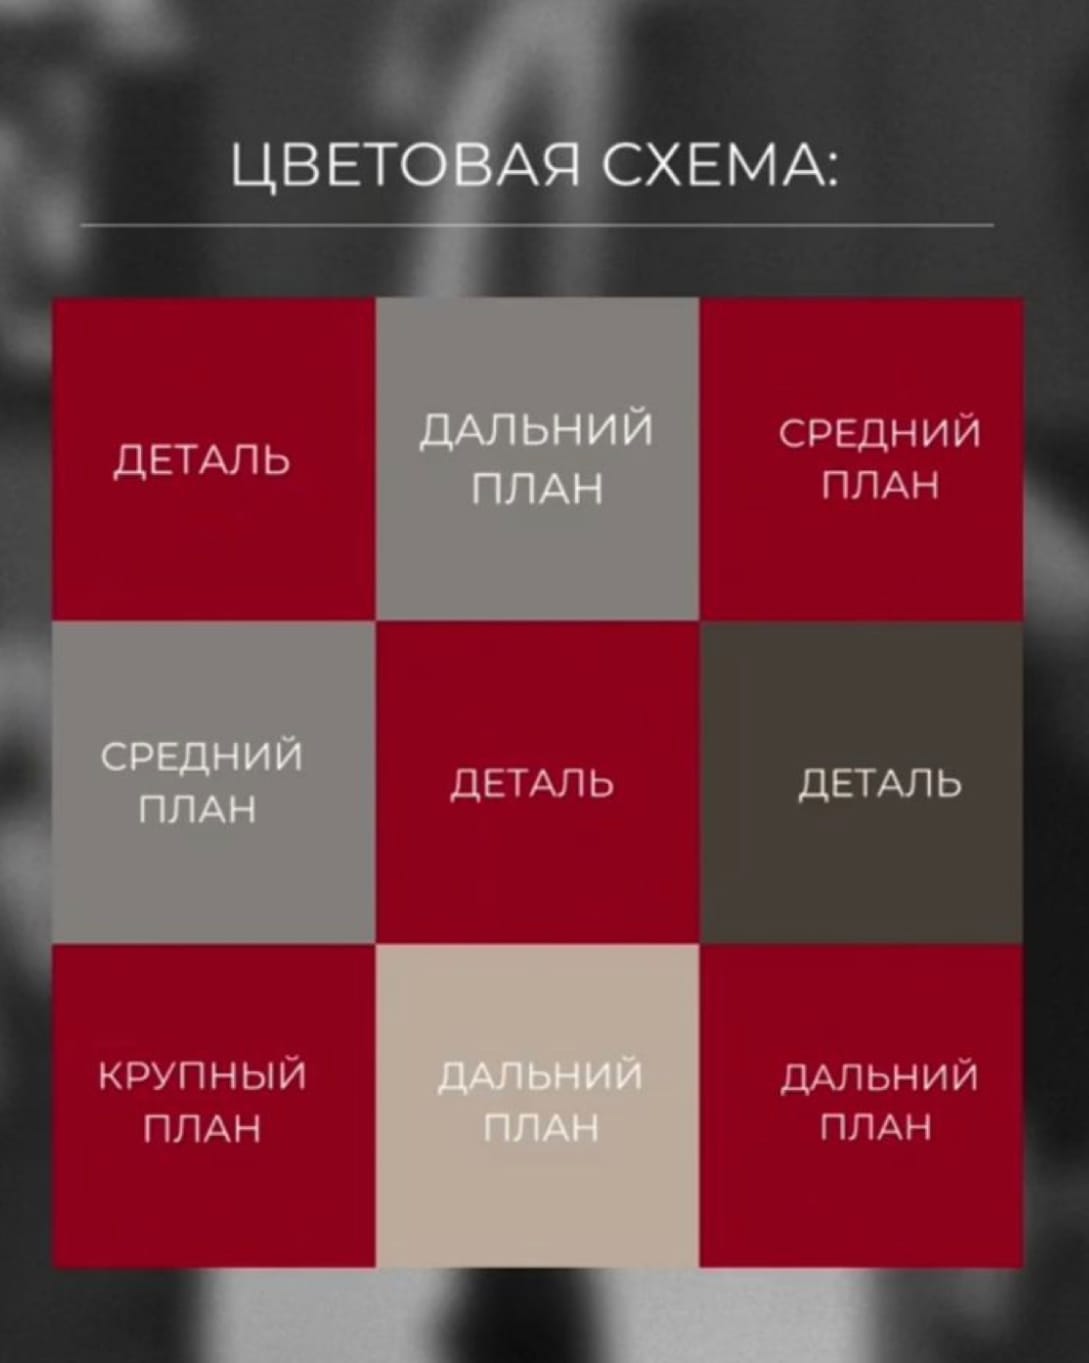 ЦВЕТОВАЯ СХЕМА:
ДЕТАЛЬ
ДАЛЬНИЙ
ПЛАН
СРЕДНИЙ
ПЛАН
СРЕДНИЙ
ПЛАН
ДЕТАЛЬ
ДЕТАЛЬ
КРУПНЫЙ
ПЛАН
ДАЛЬНИЙ
ПЛАН
ДАЛЬНИЙ
ПЛАН